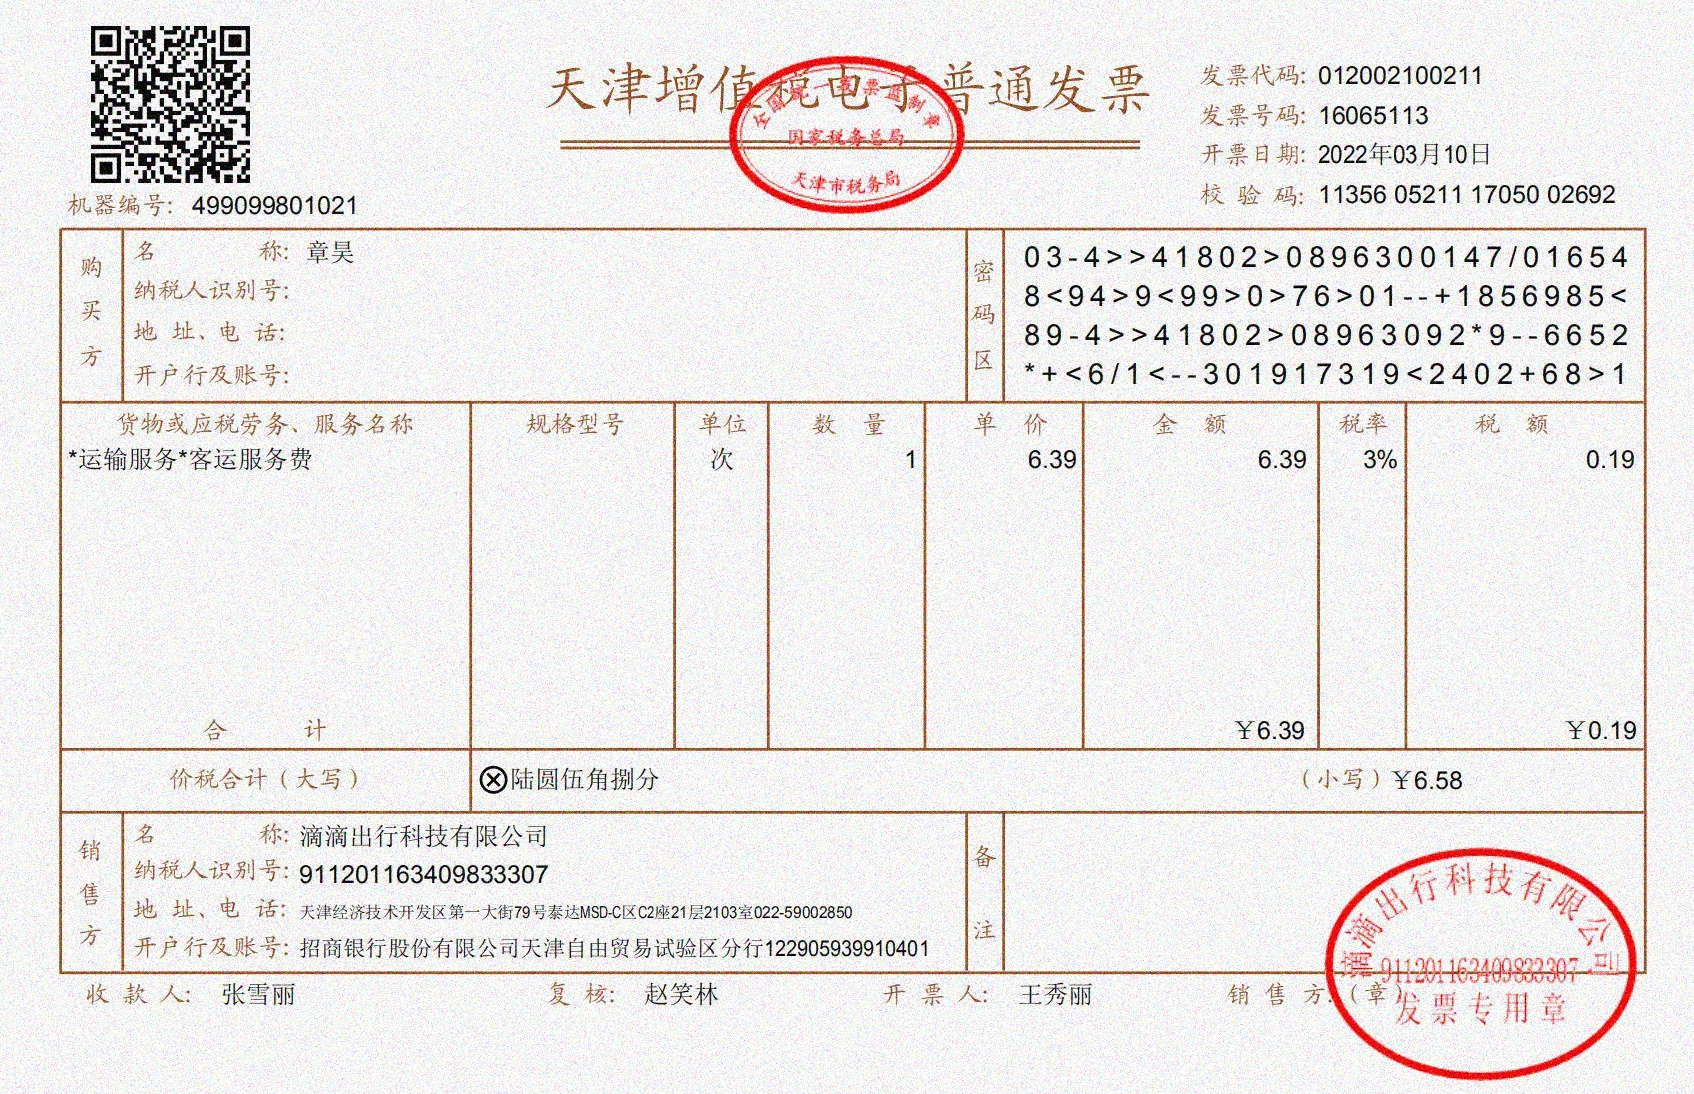 天津增值税电子普通发票
全国统一发票监制章
国家税务总局
天津市税务局
发票代码: 012002100211
发票号码: 16065113
开票日期: 2022年03月10日
校 验 码: 11356 05211 17050 02692
机器编号: 499099801021
购买方
名 称: 章昊
纳税人识别号:
地 址、电 话:
开户行及账号:
密码区
03-4>>41802>0896300147/01654
8<94>9<99>0>76>01--+1856985<
89-4>>41802>08963092*9--6652
*+<6/1<--301917319<2402+68>1
货物或应税劳务、服务名称 规格型号 单位 数 量 单 价 金 额 税率 税 额
*运输服务*客运服务费 次 1 6.39 6.39 3% 0.19
合 计 ￥6.39 ￥0.19
价税合计（大写） ⊗陆圆伍角捌分 （小写）￥6.58
销售方
名 称: 滴滴出行科技有限公司
纳税人识别号: 911201163409833307
地 址、电 话: 天津经济技术开发区第一大街79号泰达MSD-C区C2座21层2103室022-59002850
开户行及账号: 招商银行股份有限公司天津自由贸易试验区分行122905939910401
备注
收 款 人: 张雪丽 复 核: 赵笑林 开 票 人: 王秀丽 销 售 方:（章）
滴滴出行科技有限公司
911201163409833307
发票专用章